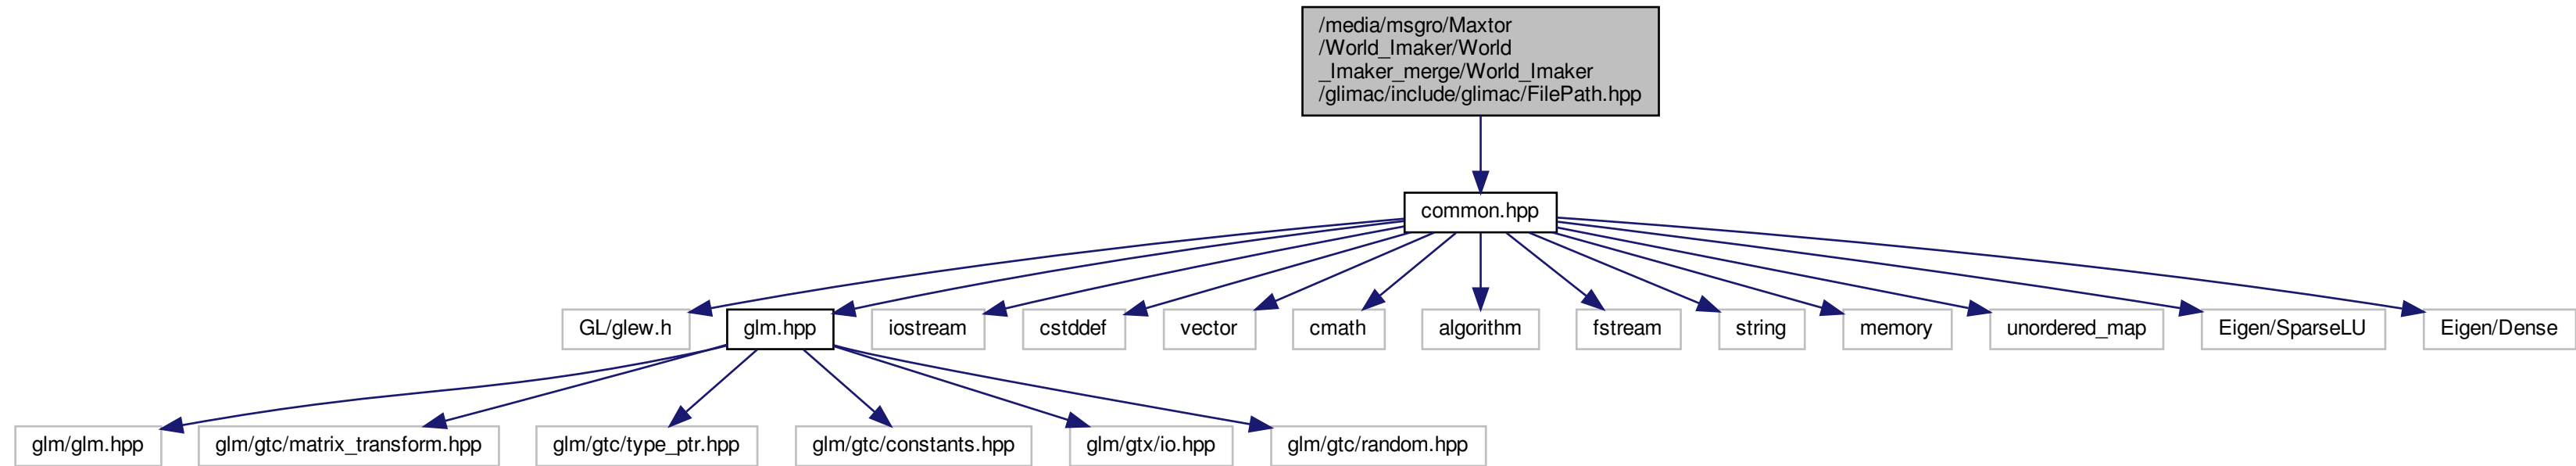 /media/msgro/Maxtor
/World_Imaker/World
_Imaker_merge/World_Imaker
/glimac/include/glimac/FilePath.hpp
common.hpp
GL/glew.h
glm.hpp
iostream
cstddef
vector
cmath
algorithm
fstream
string
memory
unordered_map
Eigen/SparseLU
Eigen/Dense
glm/glm.hpp
glm/gtc/matrix_transform.hpp
glm/gtc/type_ptr.hpp
glm/gtc/constants.hpp
glm/gtx/io.hpp
glm/gtc/random.hpp